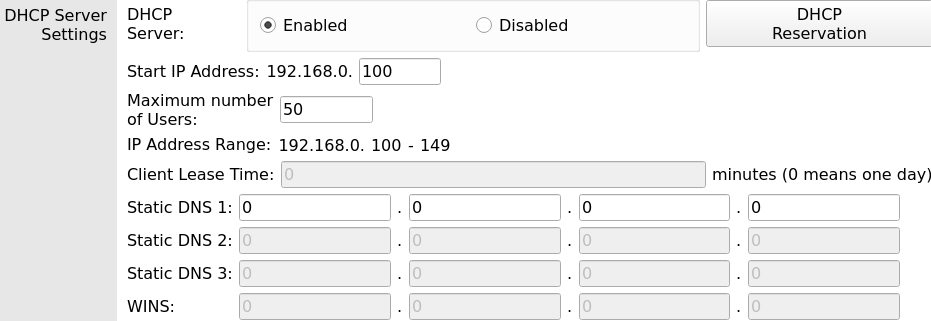 DHCP Server
Settings
DHCP
Server:
Enabled
Disabled
DHCP
Reservation
Start IP Address: 192.168.0. 100
Maximum number
of Users:
50
IP Address Range: 192.168.0. 100 - 149
Client Lease Time: 0 minutes (0 means one day)
Static DNS 1: 0 . 0 . 0 . 0
Static DNS 2: 0 . 0 . 0 . 0
Static DNS 3: 0 . 0 . 0 . 0
WINS: 0 . 0 . 0 . 0